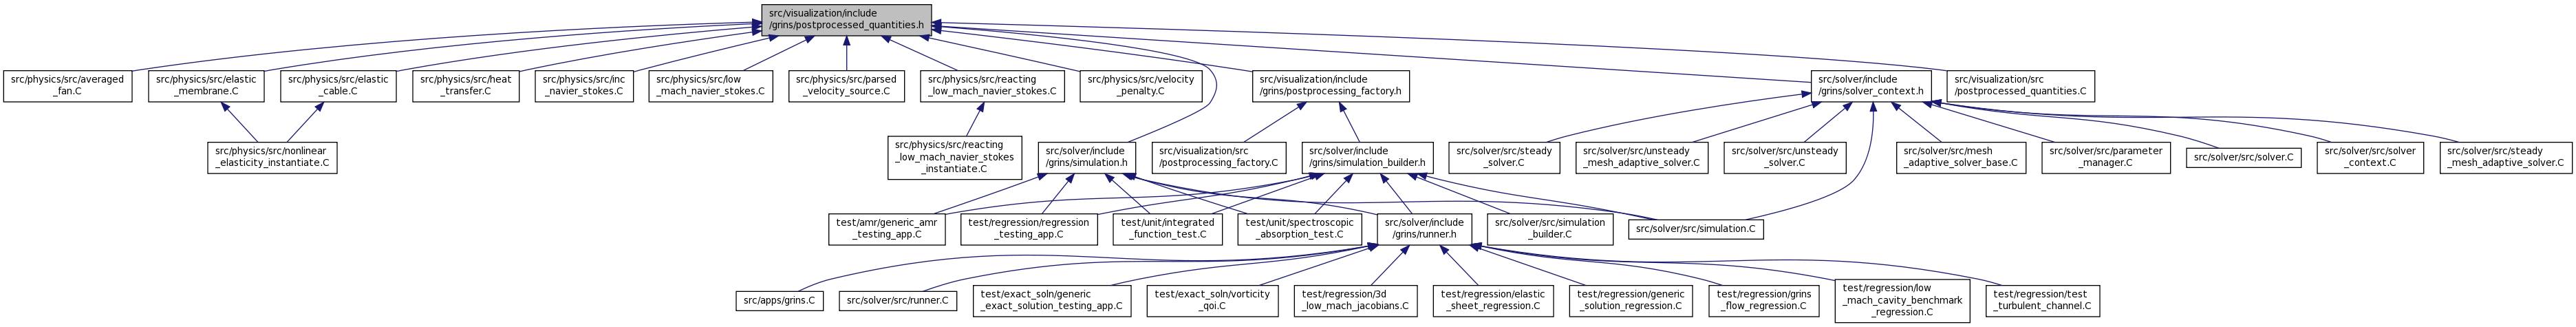 src/visualization/include
/grins/postprocessed_quantities.h
src/physics/src/averaged
_fan.C
src/physics/src/elastic
_membrane.C
src/physics/src/elastic
_cable.C
src/physics/src/heat
_transfer.C
src/physics/src/inc
_navier_stokes.C
src/physics/src/low
_mach_navier_stokes.C
src/physics/src/parsed
_velocity_source.C
src/physics/src/reacting
_low_mach_navier_stokes.C
src/physics/src/velocity
_penalty.C
src/visualization/include
/grins/postprocessing_factory.h
src/solver/include
/grins/solver_context.h
src/visualization/src
/postprocessed_quantities.C
src/physics/src/nonlinear
_elasticity_instantiate.C
src/physics/src/reacting
_low_mach_navier_stokes
_instantiate.C
src/solver/include
/grins/simulation.h
src/visualization/src
/postprocessing_factory.C
src/solver/include
/grins/simulation_builder.h
src/solver/src/steady
_solver.C
src/solver/src/unsteady
_mesh_adaptive_solver.C
src/solver/src/unsteady
_solver.C
src/solver/src/mesh
_adaptive_solver_base.C
src/solver/src/parameter
_manager.C
src/solver/src/solver.C
src/solver/src/solver
_context.C
src/solver/src/steady
_mesh_adaptive_solver.C
test/amr/generic_amr
_testing_app.C
test/regression/regression
_testing_app.C
test/unit/integrated
_function_test.C
test/unit/spectroscopic
_absorption_test.C
src/solver/include
/grins/runner.h
src/solver/src/simulation
_builder.C
src/solver/src/simulation.C
src/apps/grins.C
src/solver/src/runner.C
test/exact_soln/generic
_exact_solution_testing_app.C
test/exact_soln/vorticity
_qoi.C
test/regression/3d
_low_mach_jacobians.C
test/regression/elastic
_sheet_regression.C
test/regression/generic
_solution_regression.C
test/regression/grins
_flow_regression.C
test/regression/low
_mach_cavity_benchmark
_regression.C
test/regression/test
_turbulent_channel.C